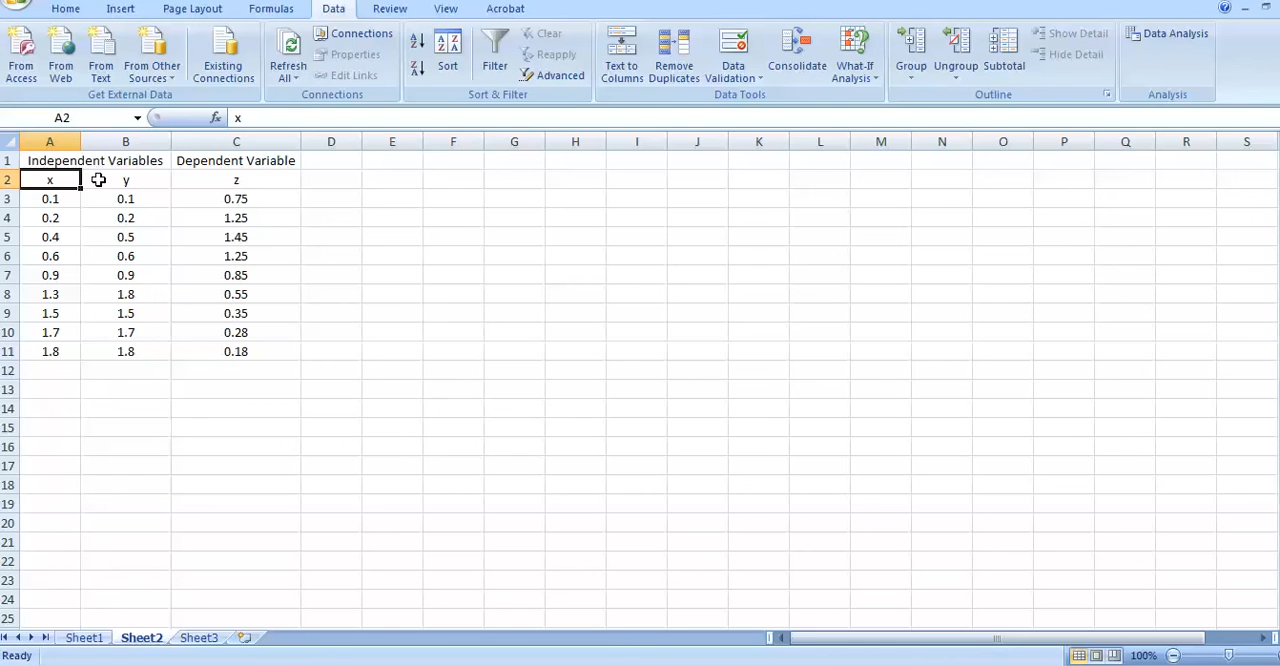 Home Insert Page Layout Formulas Data Review View Acrobat
From Access
From Web
From Text
From Other Sources
Existing Connections
Get External Data
Refresh All
Connections
Properties
Edit Links
Connections
Sort
Filter
Clear
Reapply
Advanced
Sort & Filter
Text to Columns
Remove Duplicates
Data Validation
Consolidate
What-If Analysis
Data Tools
Group
Ungroup
Subtotal
Show Detail
Hide Detail
Outline
Data Analysis
Analysis
A2 fx x
A B C D E F G H I J K L M N O P Q R S
1 Independent Variables Dependent Variable
2 x y z
3 0.1 0.1 0.75
4 0.2 0.2 1.25
5 0.4 0.5 1.45
6 0.6 0.6 1.25
7 0.9 0.9 0.85
8 1.3 1.8 0.55
9 1.5 1.5 0.35
10 1.7 1.7 0.28
11 1.8 1.8 0.18
12
13
14
15
16
17
18
19
20
21
22
23
24
25
Sheet1 Sheet2 Sheet3
Ready 100%